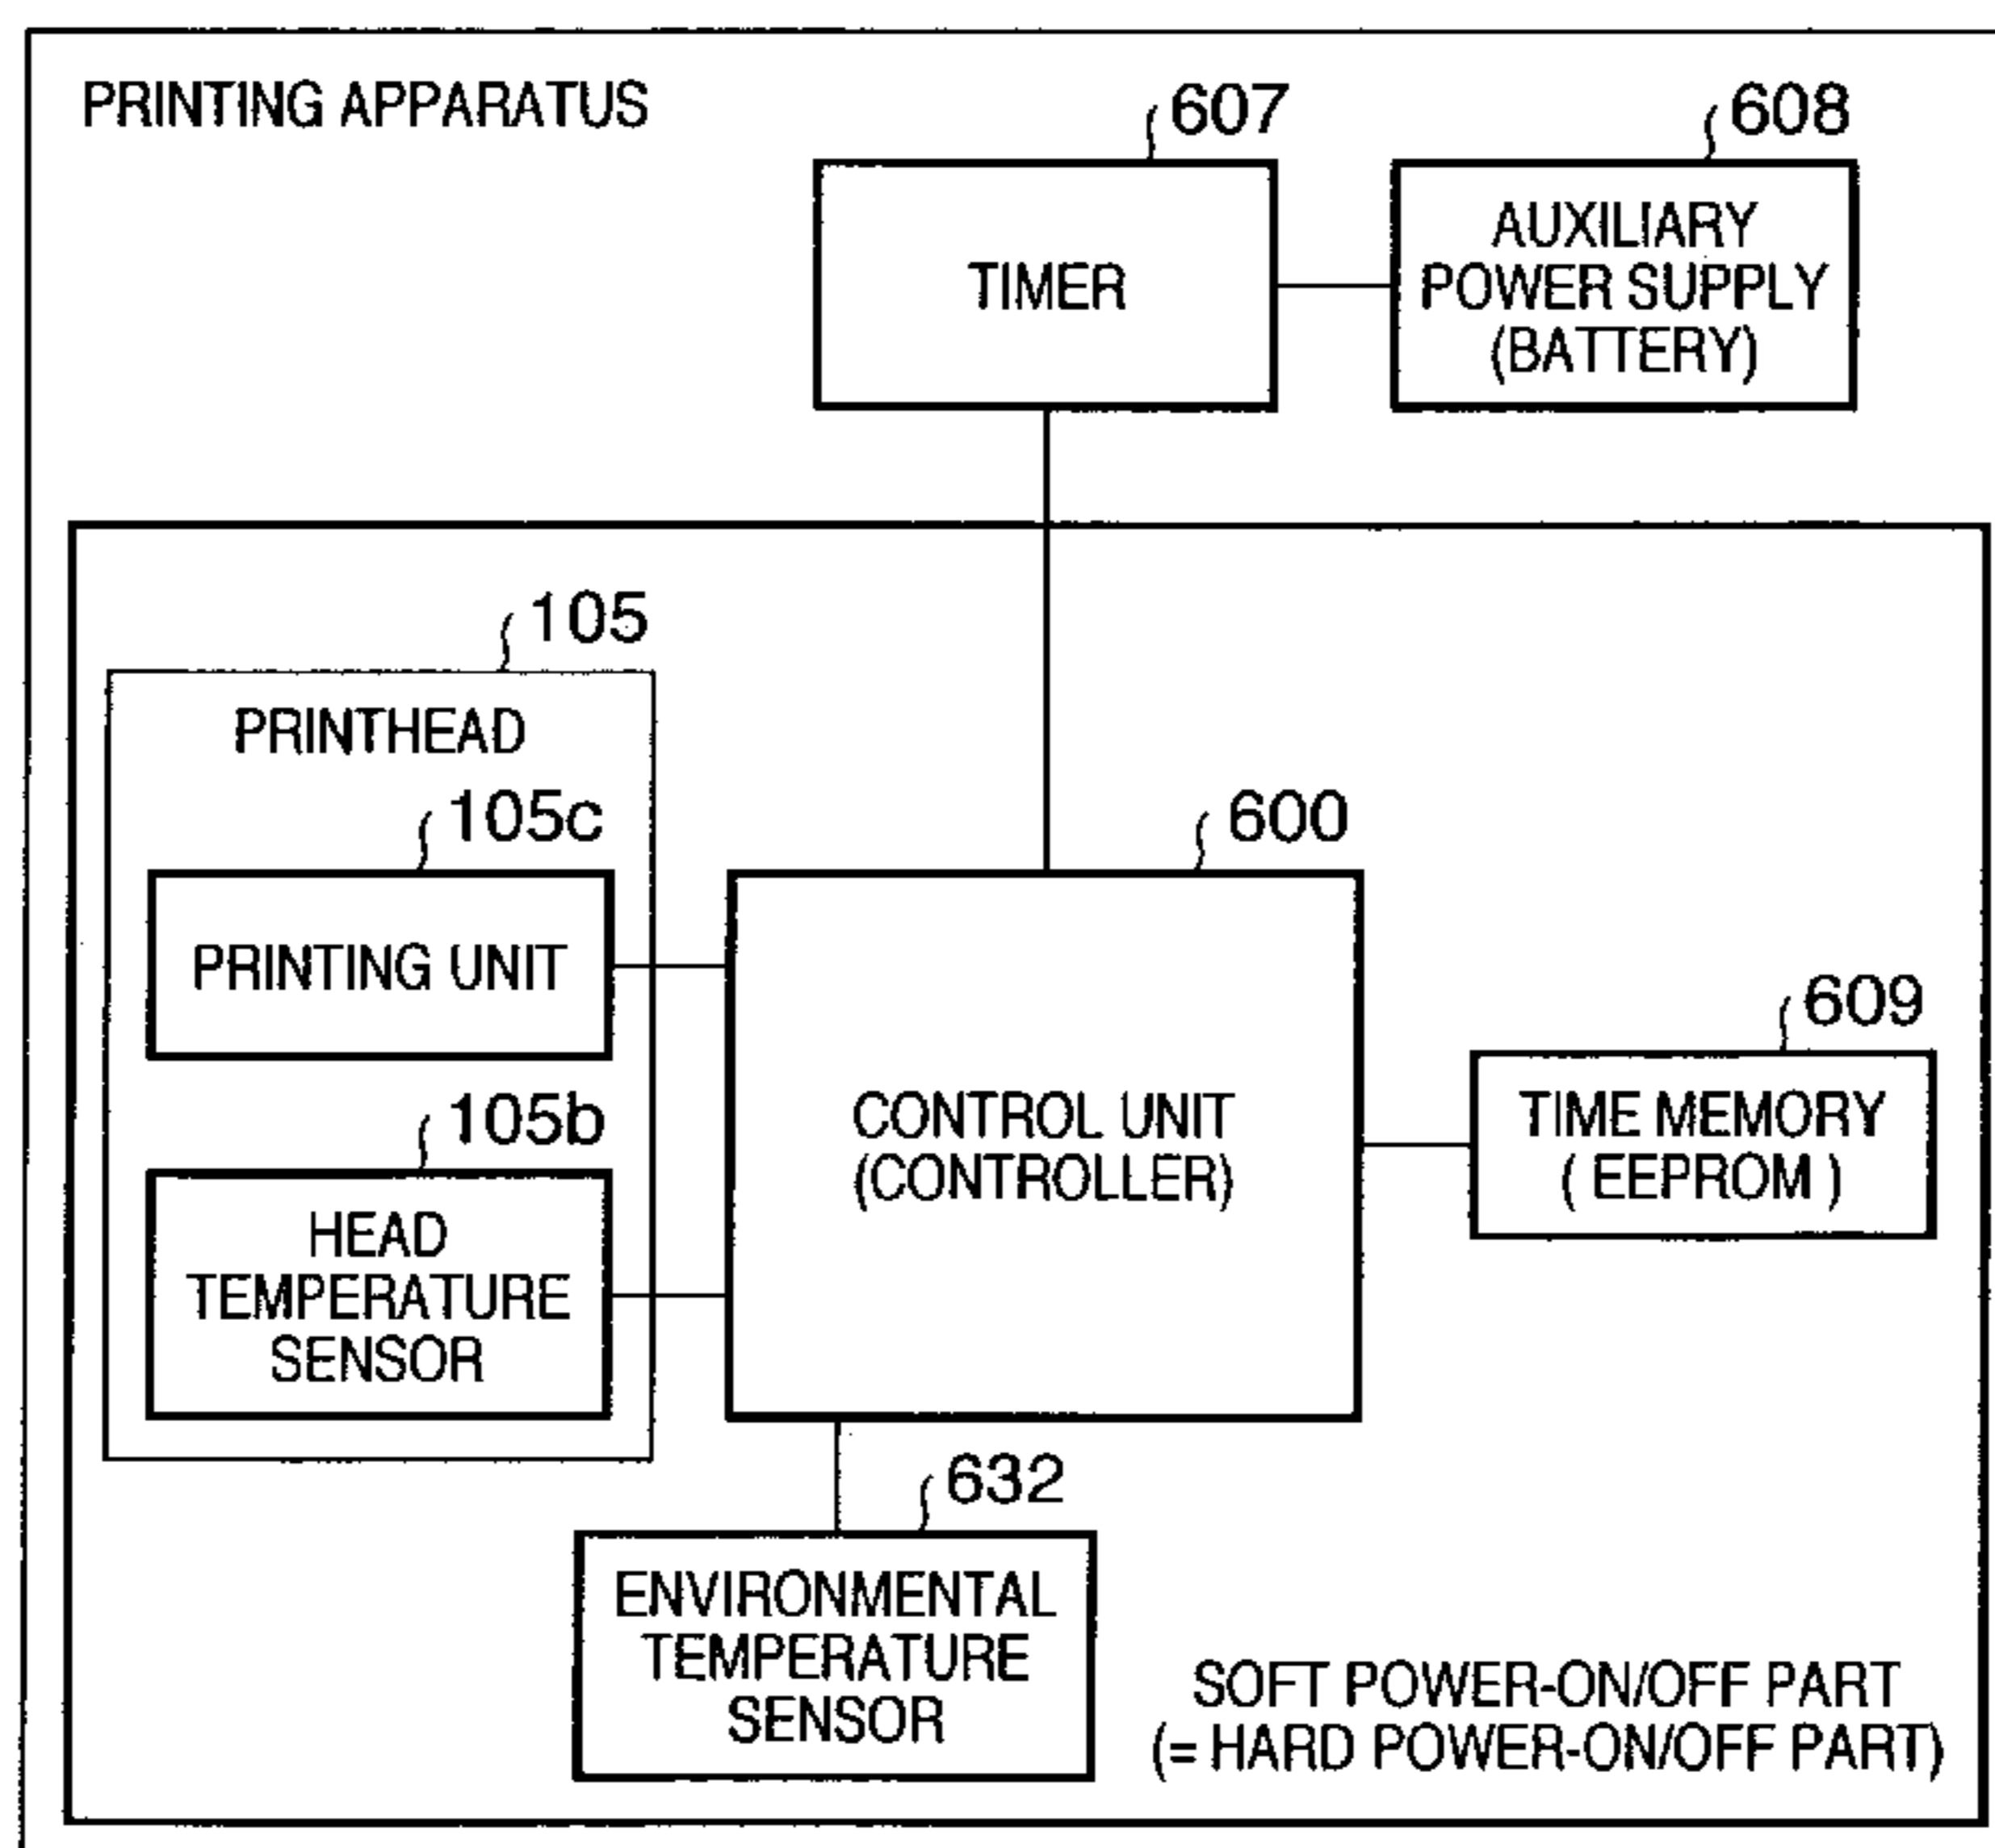 PRINTING APPARATUS
607
608
TIMER
AUXILIARY
POWER SUPPLY
(BATTERY)
105
PRINTHEAD
105c
600
PRINTING UNIT
609
105b
CONTROL UNIT
(CONTROLLER)
TIME MEMORY
( EEPROM )
HEAD
TEMPERATURE
SENSOR
632
ENVIRONMENTAL
TEMPERATURE
SENSOR
SOFT POWER-ON/OFF PART
(= HARD POWER-ON/OFF PART)